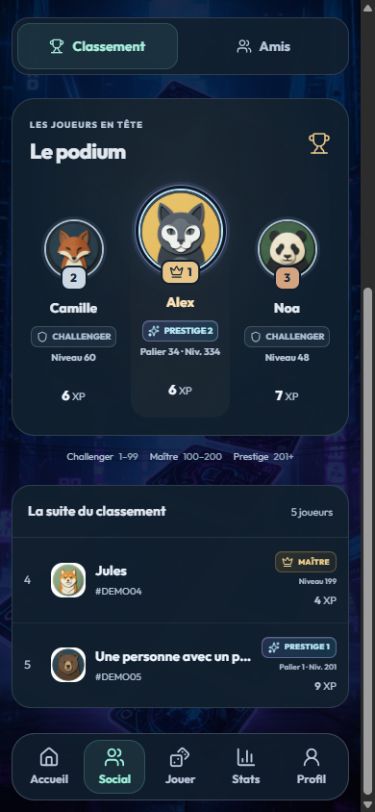 Classement
Amis
LES JOUEURS EN TÊTE
Le podium
2
1
3
Camille
Alex
Noa
CHALLENGER
PRESTIGE 2
CHALLENGER
Niveau 60
Palier 34 · Niv. 334
Niveau 48
6 XP
6 XP
7 XP
Challenger 1–99 Maître 100–200 Prestige 201+
La suite du classement
5 joueurs
4
Jules
#DEMO04
MAÎTRE
Niveau 199
4 XP
5
Une personne avec un p...
#DEMO05
PRESTIGE 1
Palier 1 · Niv. 201
9 XP
Accueil
Social
Jouer
Stats
Profil